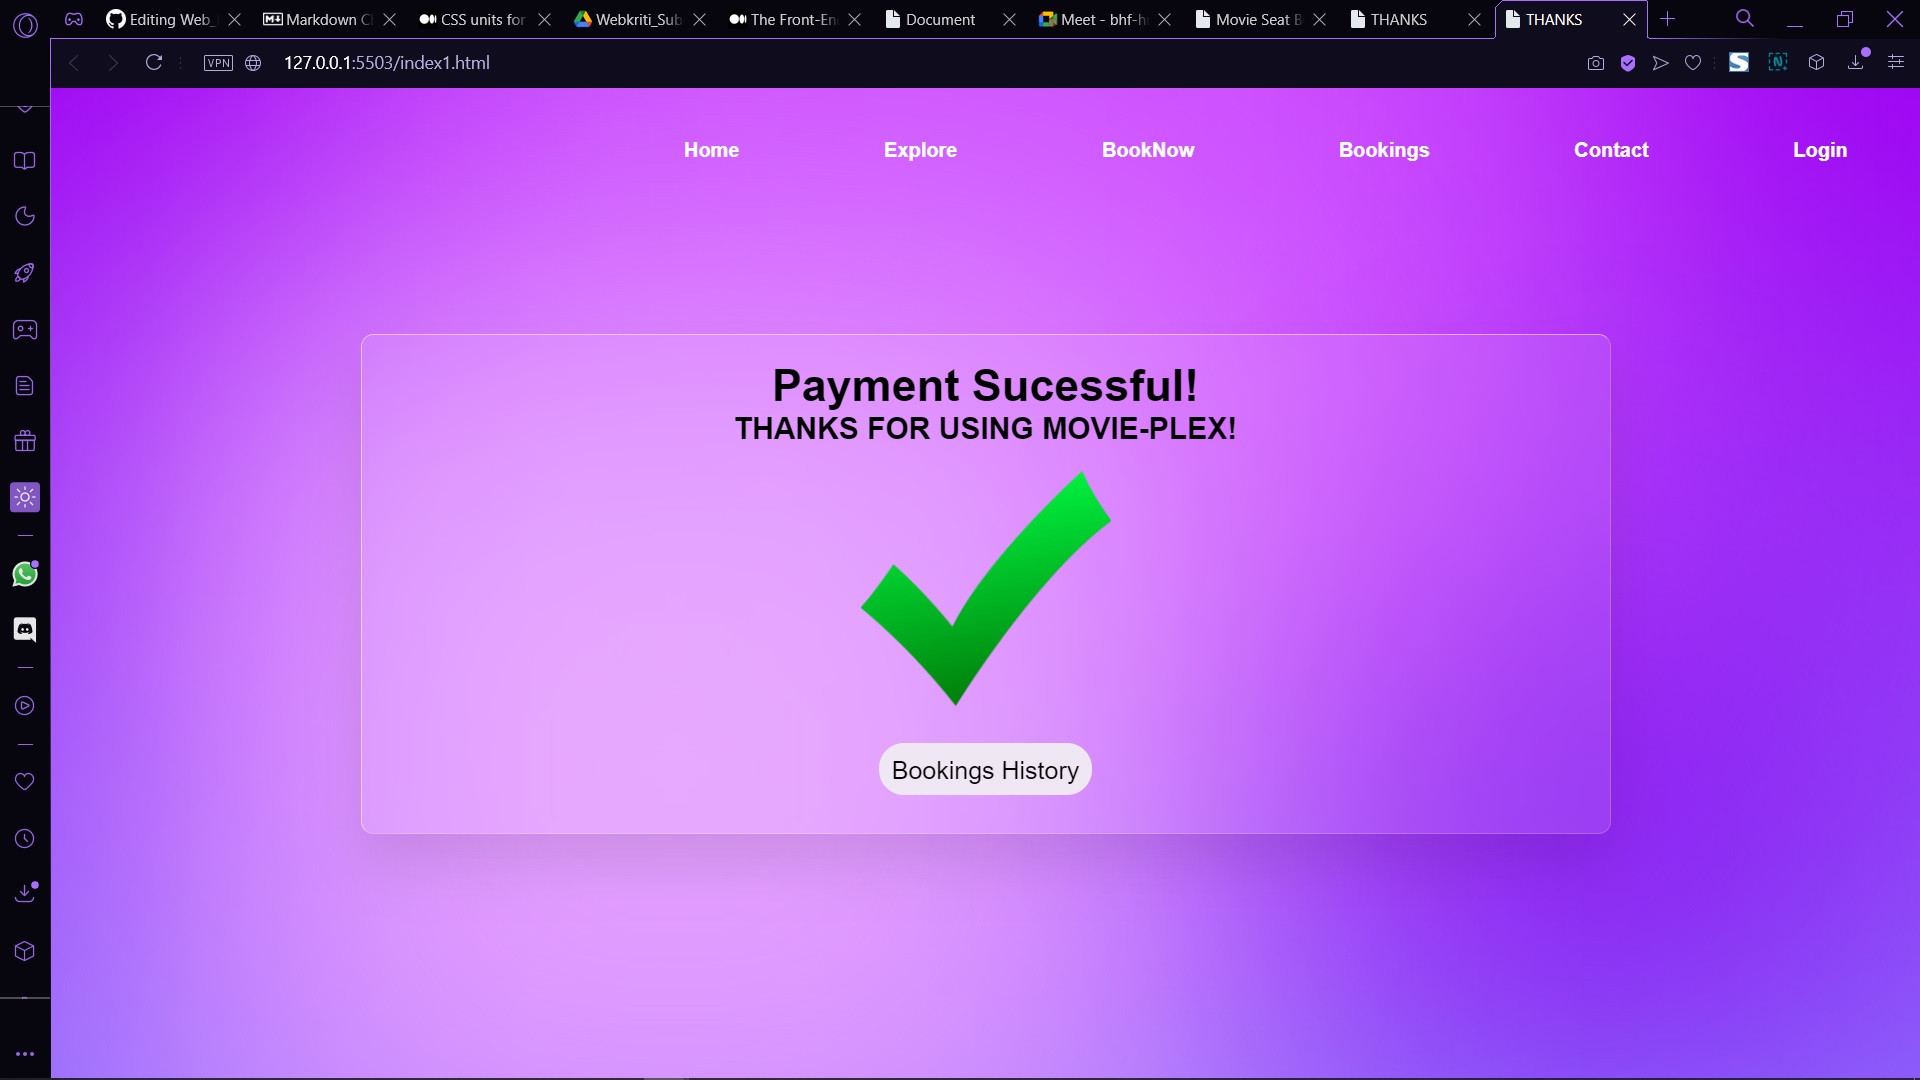 Editing Web_ Markdown C CSS units for Webkriti_Sub The Front-En Document Meet - bhf-h Movie Seat B THANKS THANKS
VPN 127.0.0.1:5503/index1.html
Home Explore BookNow Bookings Contact Login
Payment Sucessful!
THANKS FOR USING MOVIE-PLEX!
Bookings History